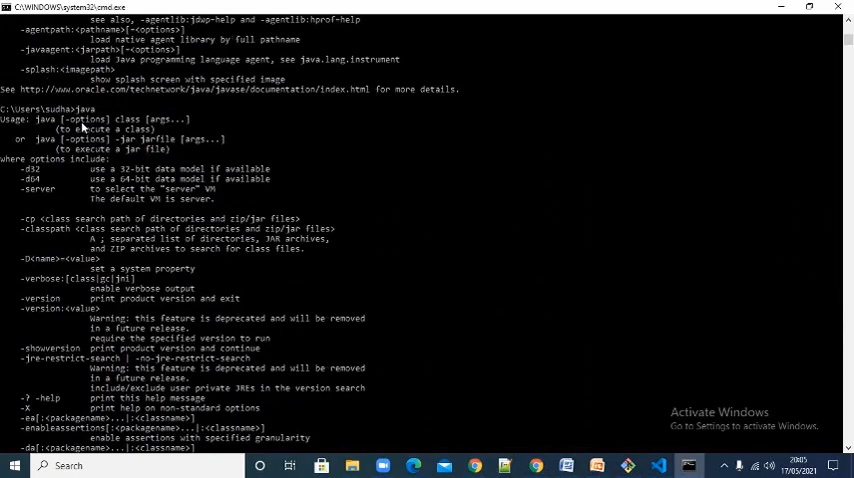 C:\WINDOWS\system32\cmd.exe
see also, -agentlib:jdwp=help and -agentlib:hprof=help
-agentpath:<pathname>[=<options>]
load native agent library by full pathname
-javaagent:<jarpath>[=<options>]
load Java programming language agent, see java.lang.instrument
-splash:<imagepath>
show splash screen with specified image
See http://www.oracle.com/technetwork/java/javase/documentation/index.html for more details.
C:\Users\sudha>java
Usage: java [-options] class [args...]
(to execute a class)
or java [-options] -jar jarfile [args...]
(to execute a jar file)
where options include:
-d32 use a 32-bit data model if available
-d64 use a 64-bit data model if available
-server to select the "server" VM
The default VM is server.
-cp <class search path of directories and zip/jar files>
-classpath <class search path of directories and zip/jar files>
A ; separated list of directories, JAR archives,
and ZIP archives to search for class files.
-D<name>=<value>
set a system property
-verbose:[class|gc|jni]
enable verbose output
-version print product version and exit
-version:<value>
Warning: this feature is deprecated and will be removed
in a future release.
require the specified version to run
-showversion print product version and continue
-jre-restrict-search | -no-jre-restrict-search
Warning: this feature is deprecated and will be removed
in a future release.
include/exclude user private JREs in the version search
-? -help print this help message
-X print help on non-standard options
-ea[:<packagename>...|:<classname>]
-enableassertions[:<packagename>...|:<classname>]
enable assertions with specified granularity
-da[:<packagename>...|:<classname>]
Activate Windows
Go to Settings to activate Windows.
Search
20:05
17/05/2021